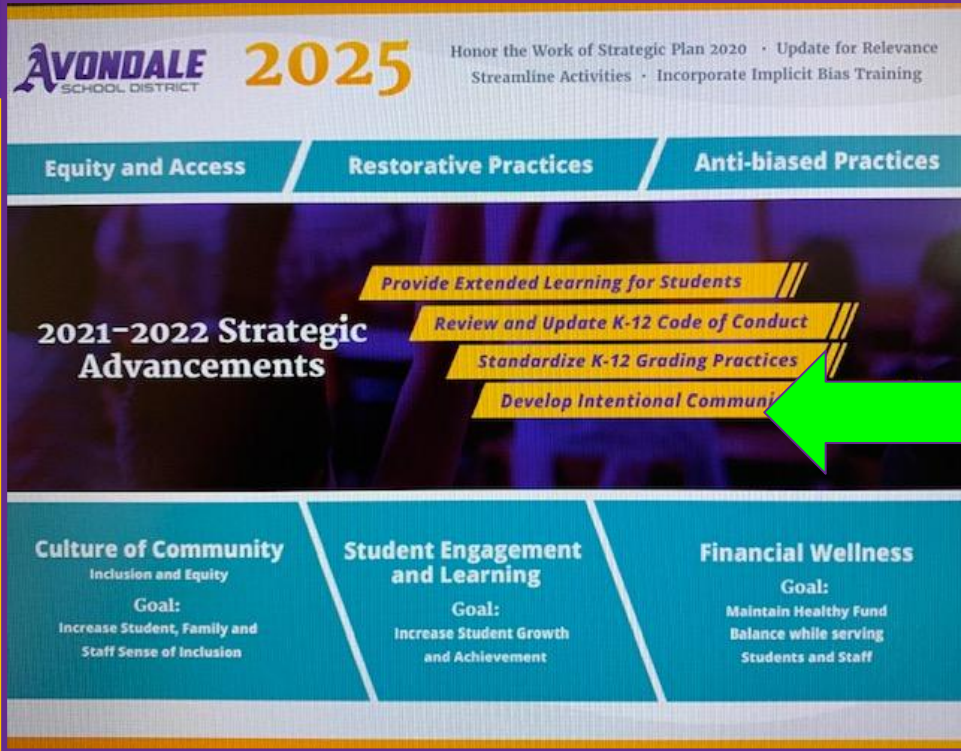 AVONDALE
SCHOOL DISTRICT
2025
Honor the Work of Strategic Plan 2020 · Update for Relevance
Streamline Activities · Incorporate Implicit Bias Training
Equity and Access
Restorative Practices
Anti-biased Practices
2021-2022 Strategic
Advancements
Provide Extended Learning for Students
Review and Update K-12 Code of Conduct
Standardize K-12 Grading Practices
Develop Intentional
Culture of Community
Inclusion and Equity
Goal:
Increase Student, Family and
Staff Sense of Inclusion
Student Engagement
and Learning
Goal:
Increase Student Growth
and Achievement
Financial Wellness
Goal:
Maintain Healthy Fund
Balance while serving
Students and Staff